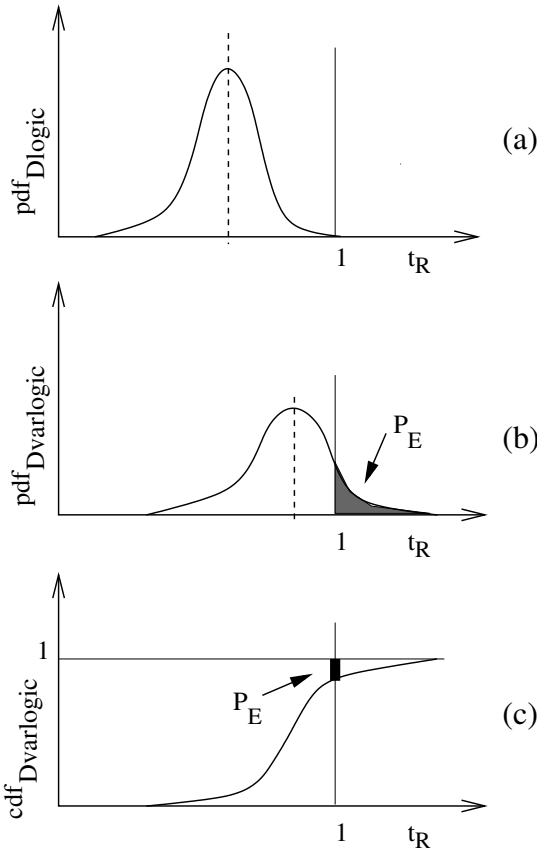 pdf_Dlogic
(a)
1
t_R
pdf_Dvarlogic
P_E
(b)
1
t_R
1
cdf_Dvarlogic
P_E
(c)
1
t_R